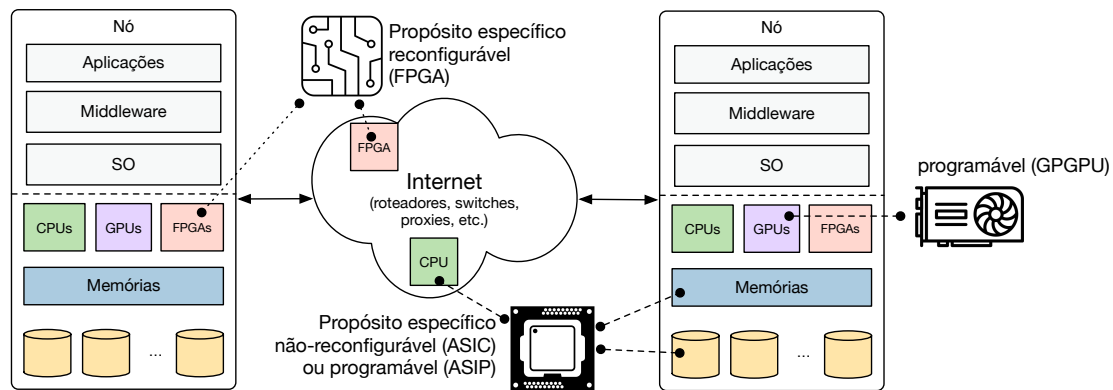 Nó
Aplicações
Middleware
SO
CPUs
GPUs
FPGAs
Memórias
...
Propósito específico
reconfigurável
(FPGA)
FPGA
Internet
(roteadores, switches,
proxies, etc.)
CPU
Propósito específico
não-reconfigurável (ASIC)
ou programável (ASIP)
Nó
Aplicações
Middleware
SO
CPUs
GPUs
FPGAs
Memórias
...
programável (GPGPU)